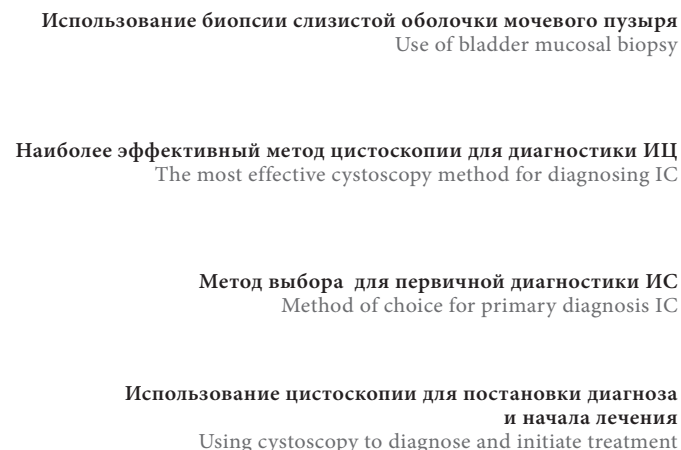 Использование биопсии слизистой оболочки мочевого пузыря
Use of bladder mucosal biopsy
Наиболее эффективный метод цистоскопии для диагностики ИЦ
The most effective cystoscopy method for diagnosing IC
Метод выбора для первичной диагностики ИС
Method of choice for primary diagnosis IC
Использование цистоскопии для постановки диагноза
и начала лечения
Using cystoscopy to diagnose and initiate treatment